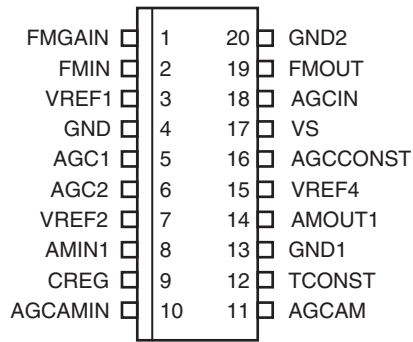 FMGAIN 1 20 GND2
FMIN 2 19 FMOUT
VREF1 3 18 AGCIN
GND 4 17 VS
AGC1 5 16 AGCCONST
AGC2 6 15 VREF4
VREF2 7 14 AMOUT1
AMIN1 8 13 GND1
CREG 9 12 TCONST
AGCAMIN 10 11 AGCAM